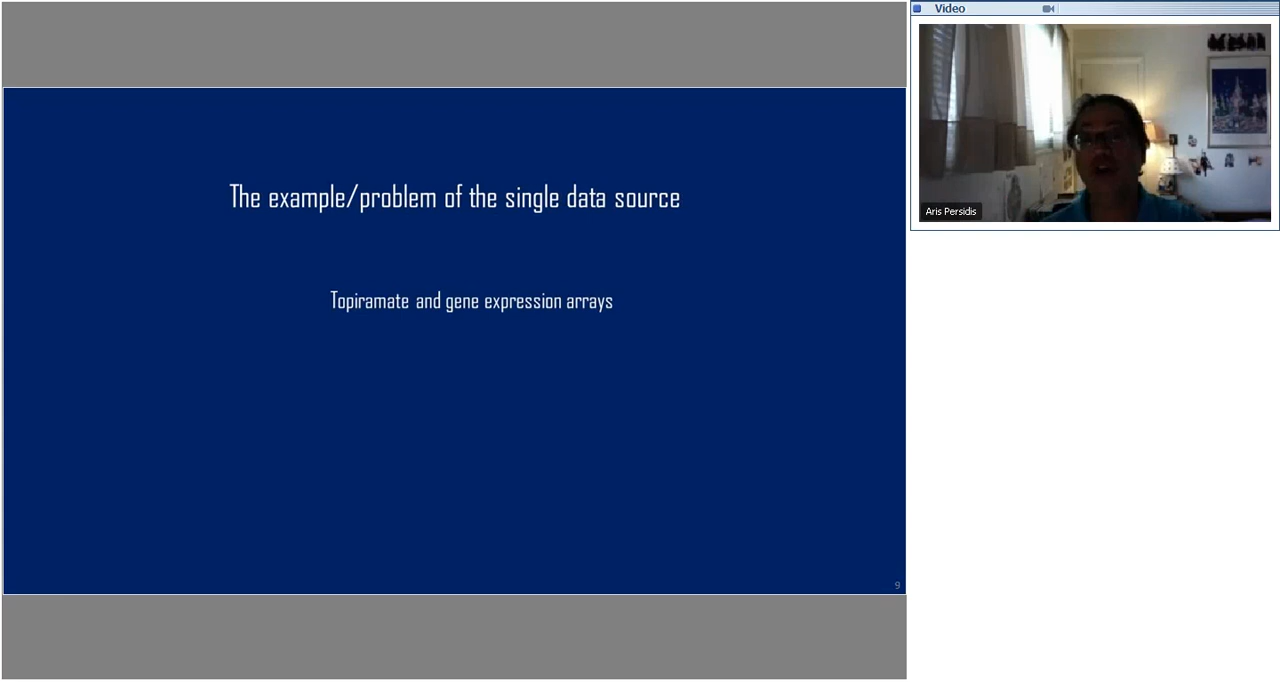 The example/problem of the single data source
Topiramate and gene expression arrays
9
Video
Aris Persidis